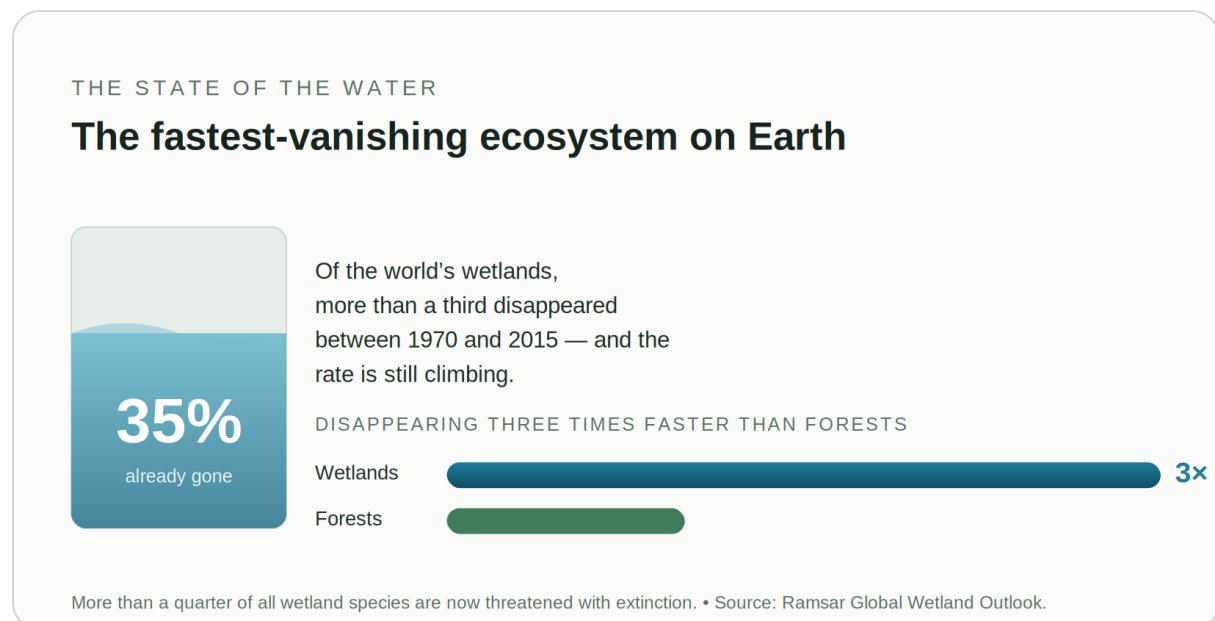 THE STATE OF THE WATER
The fastest-vanishing ecosystem on Earth
35%
already gone
Of the world’s wetlands,
more than a third disappeared
between 1970 and 2015 — and the
rate is still climbing.
DISAPPEARING THREE TIMES FASTER THAN FORESTS
Wetlands
3×
Forests
More than a quarter of all wetland species are now threatened with extinction. • Source: Ramsar Global Wetland Outlook.